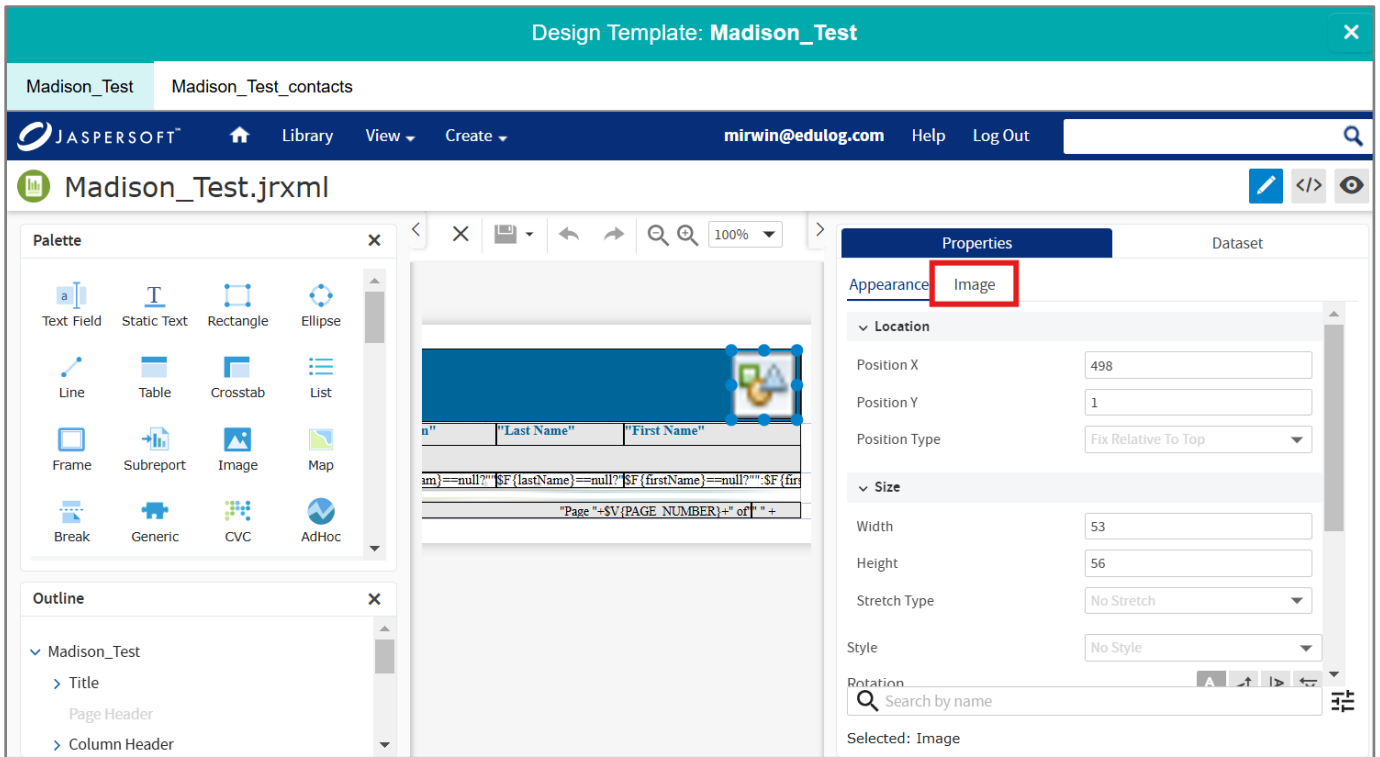 Design Template: Madison_Test
Madison_Test Madison_Test_contacts
JASPERSOFT Library View Create mirwin@edulog.com Help Log Out
Madison_Test.jrxml
Palette
Text Field Static Text Rectangle Ellipse
Line Table Crosstab List
Frame Subreport Image Map
Break Generic CVC AdHoc
Outline
Madison_Test
Title
Page Header
Column Header
100%
n" "Last Name" "First Name"
am}==null?"" $F{lastName}==null?" $F{firstName}==null?"":$F{firs
"Page "+$V{PAGE_NUMBER}+" of" " " +
Properties Dataset
Appearance Image
Location
Position X 498
Position Y 1
Position Type Fix Relative To Top
Size
Width 53
Height 56
Stretch Type No Stretch
Style No Style
Rotation
Search by name
Selected: Image